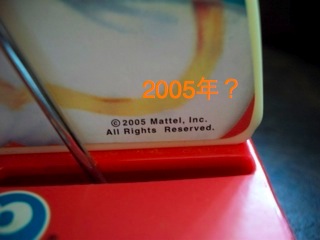 2005年？
©2005 Mattel, Inc.
All Rights Reserved.